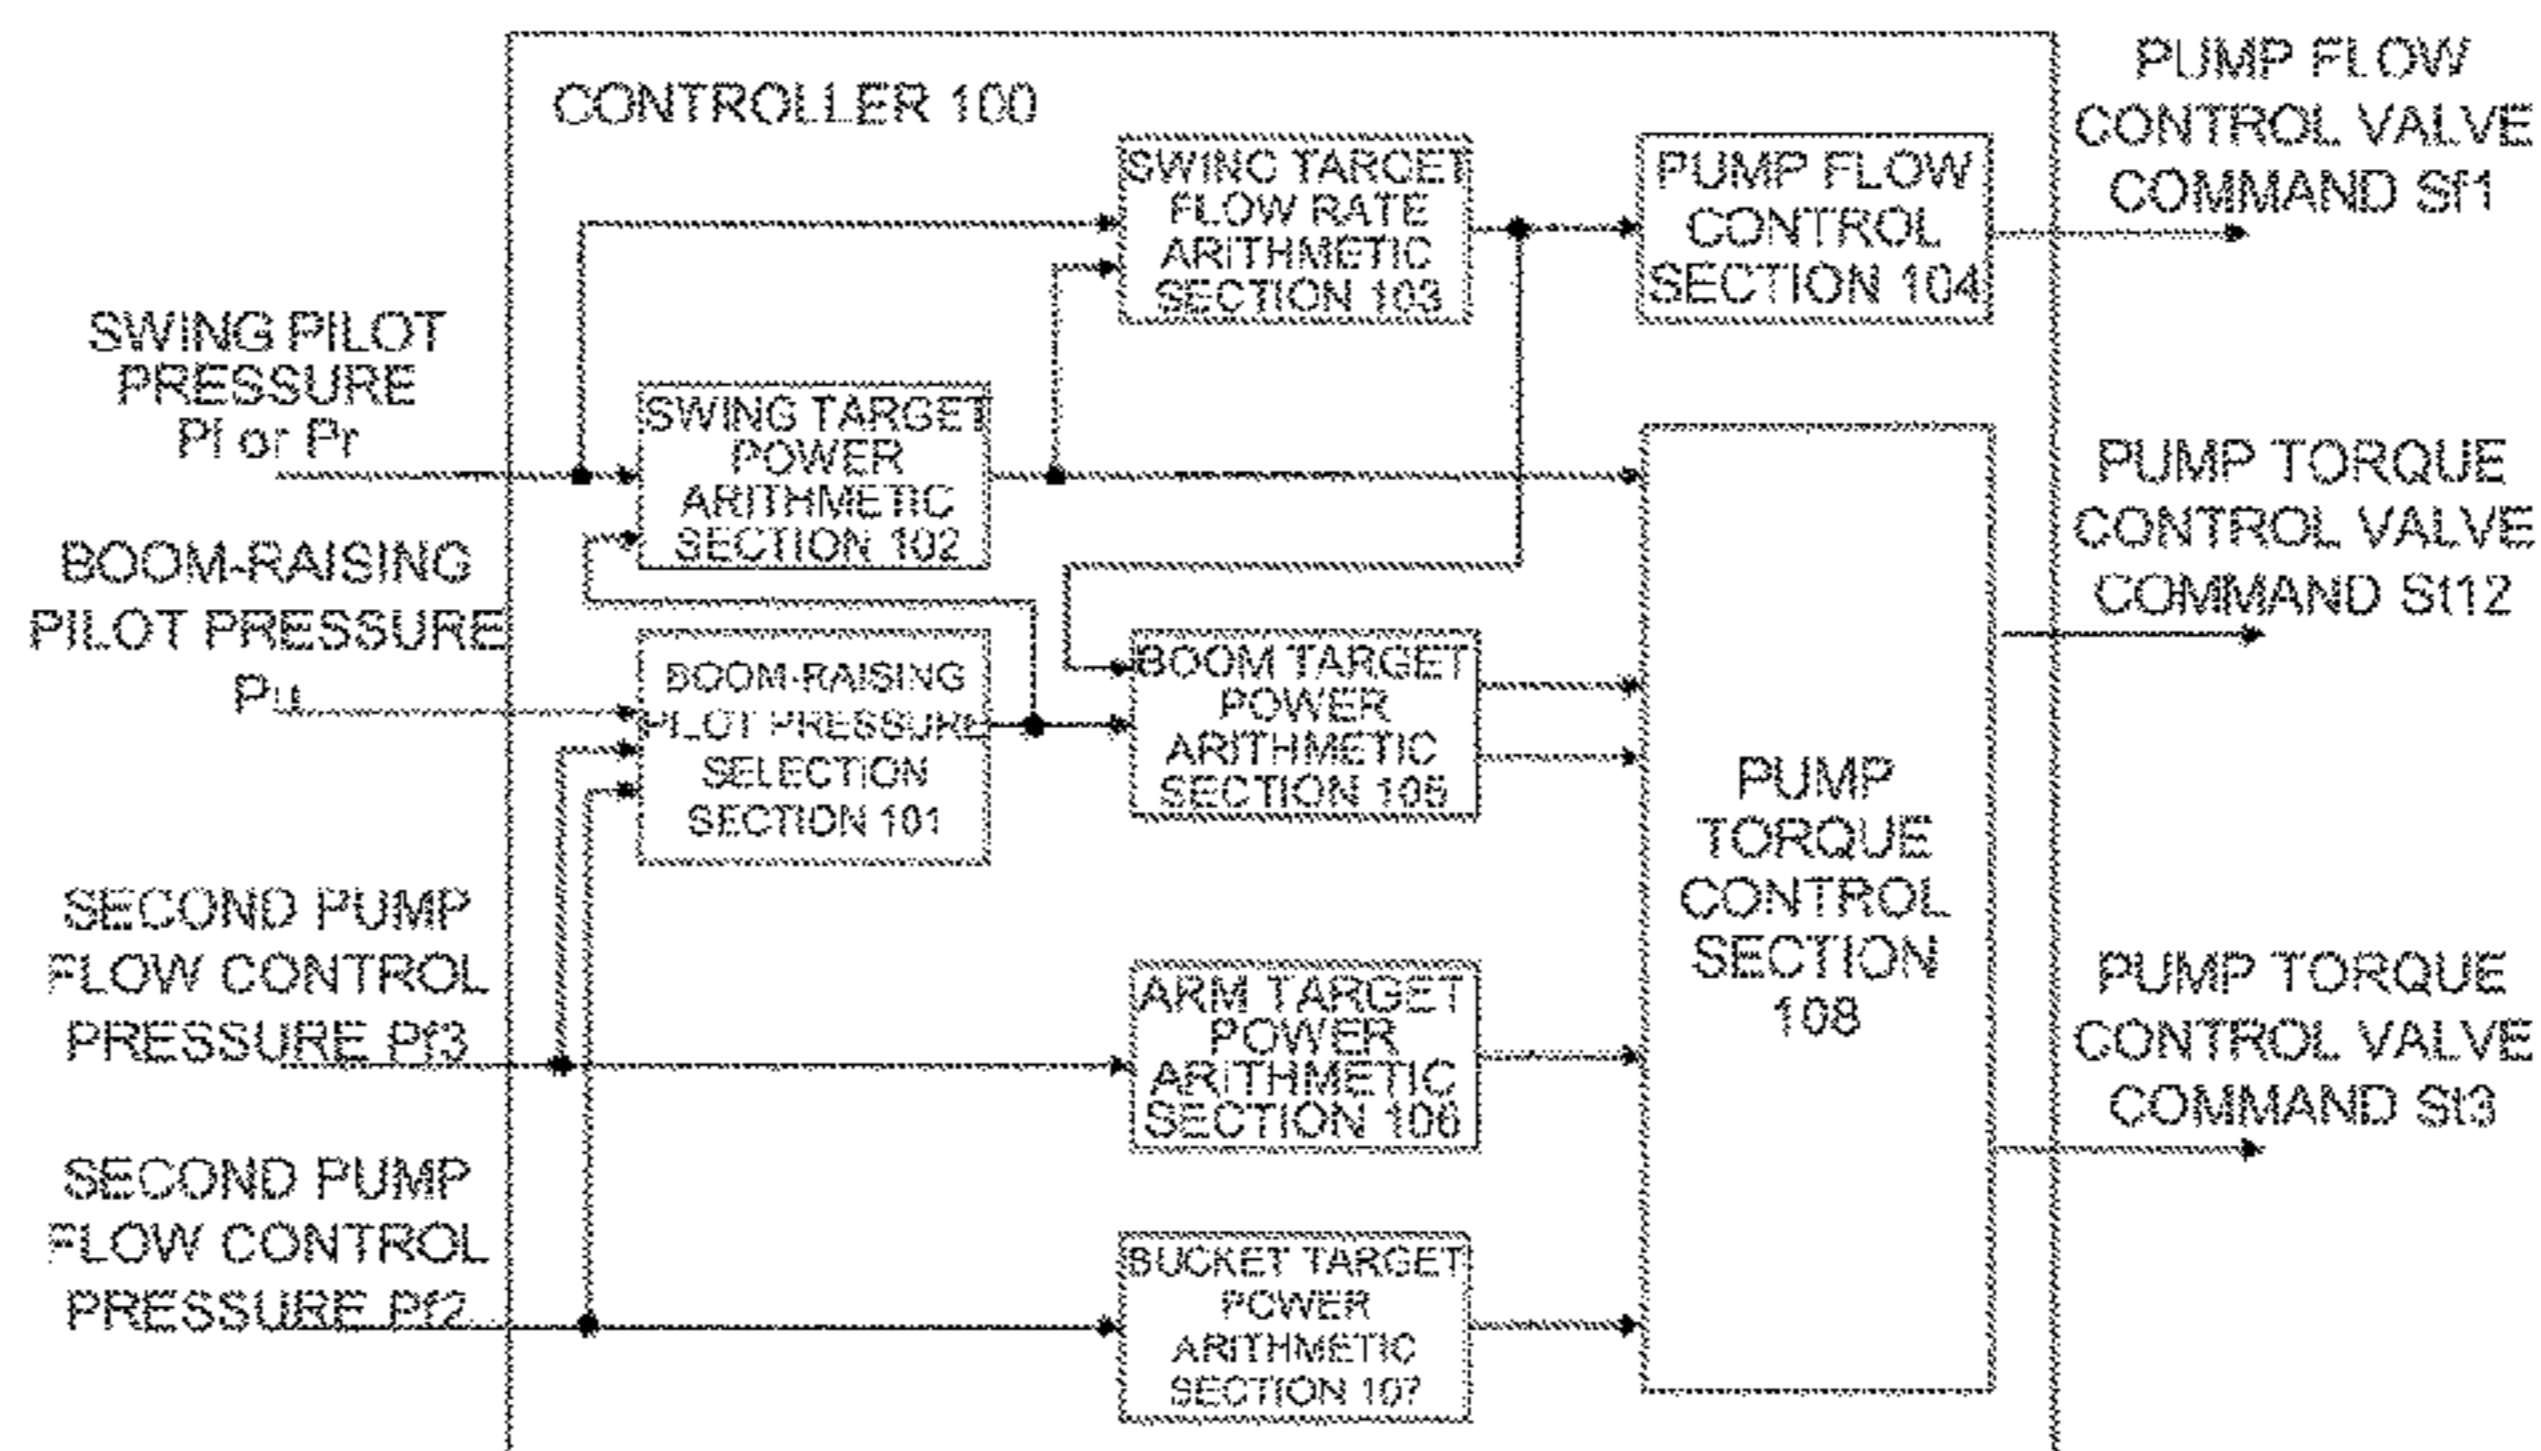 CONTROLLER 100
SWING PILOT
PRESSURE
Pl or Pr
BOOM-RAISING
PILOT PRESSURE
Pu
SECOND PUMP
FLOW CONTROL
PRESSURE Pf3
SECOND PUMP
FLOW CONTROL
PRESSURE Pf2
SWING TARGET
POWER
ARITHMETIC
SECTION 102
BOOM-RAISING
PILOT PRESSURE
SELECTION
SECTION 101
SWING TARGET
FLOW RATE
ARITHMETIC
SECTION 103
BOOM TARGET
POWER
ARITHMETIC
SECTION 105
ARM TARGET
POWER
ARITHMETIC
SECTION 106
BUCKET TARGET
POWER
ARITHMETIC
SECTION 107
PUMP FLOW
CONTROL
SECTION 104
PUMP
TORQUE
CONTROL
SECTION
108
PUMP FLOW
CONTROL VALVE
COMMAND Sf1
PUMP TORQUE
CONTROL VALVE
COMMAND St12
PUMP TORQUE
CONTROL VALVE
COMMAND St3